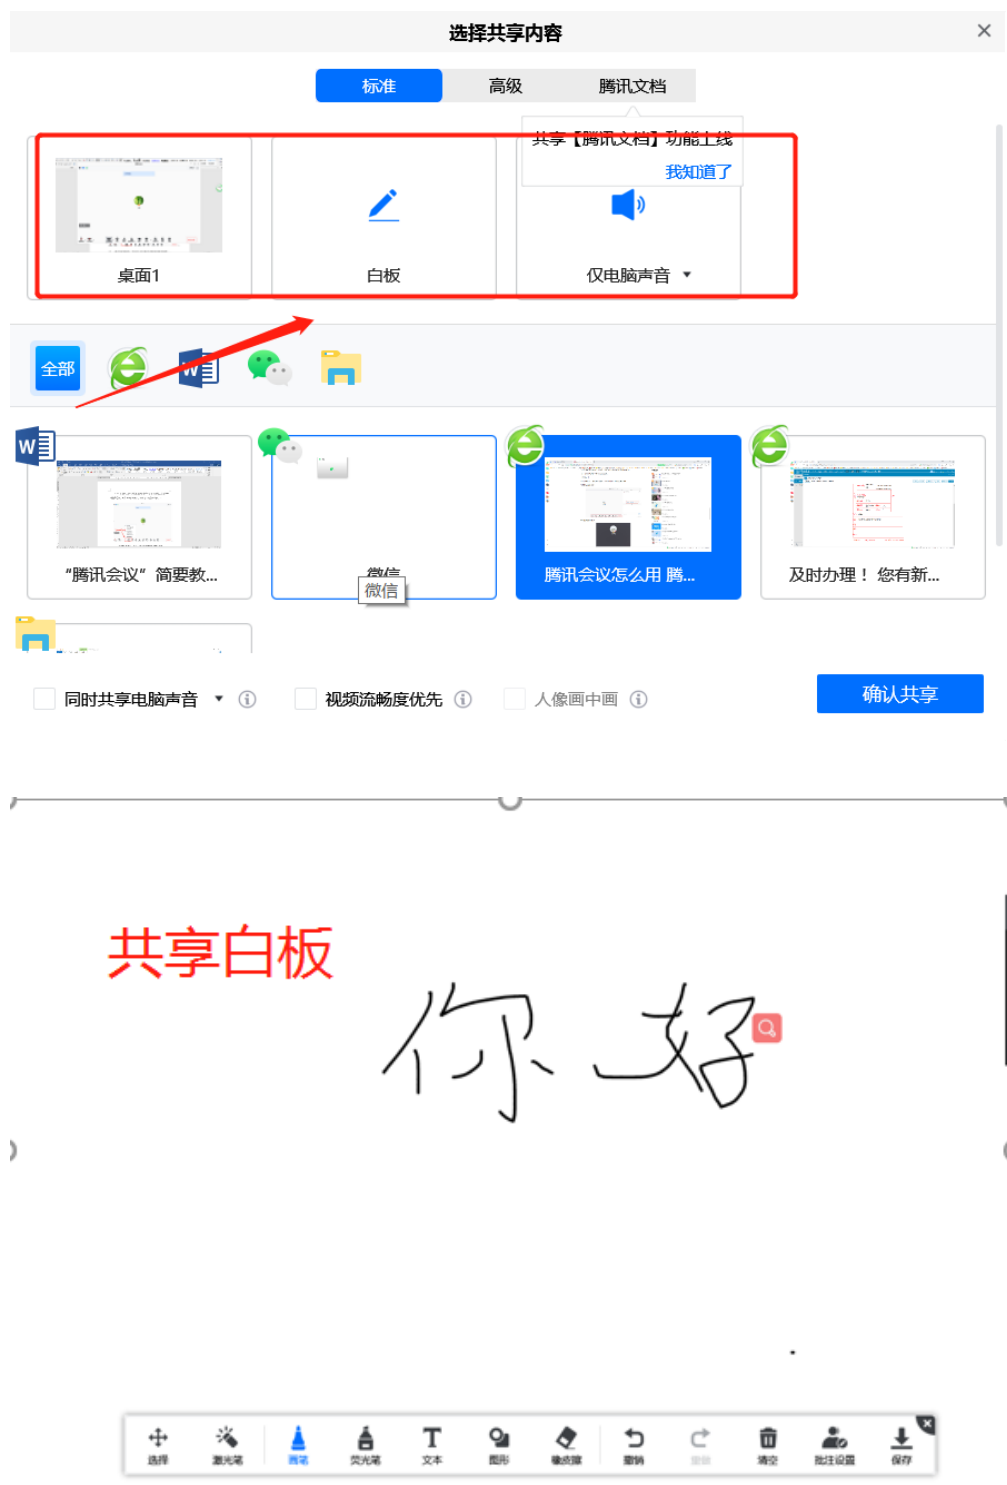 选择共享内容
标准 高级 腾讯文档
共享【腾讯文档】功能上线
我知道了
桌面1 白板 仅电脑声音
全部
“腾讯会议”简要教... 微信 腾讯会议怎么用 腾... 及时办理！您有新...
微信
同时共享电脑声音 视频流畅度优先 人像画中画 确认共享
共享白板
你好
选择 激光笔 画笔 荧光笔 文本 图形 橡皮擦 撤销 重做 清空 批注设置 保存